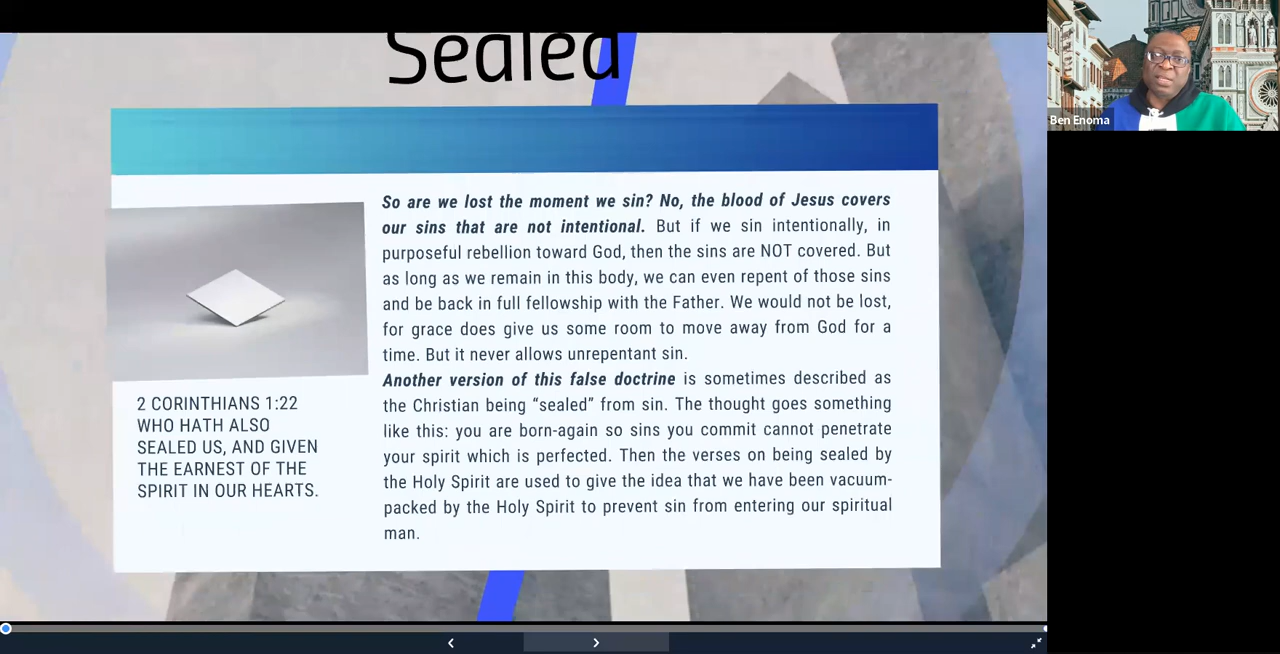 Sealed
Ben Enoma
So are we lost the moment we sin? No, the blood of Jesus covers
our sins that are not intentional. But if we sin intentionally, in
purposeful rebellion toward God, then the sins are NOT covered. But
as long as we remain in this body, we can even repent of those sins
and be back in full fellowship with the Father. We would not be lost,
for grace does give us some room to move away from God for a
time. But it never allows unrepentant sin.
Another version of this false doctrine is sometimes described as
the Christian being “sealed” from sin. The thought goes something
like this: you are born-again so sins you commit cannot penetrate
your spirit which is perfected. Then the verses on being sealed by
the Holy Spirit are used to give the idea that we have been vacuum-
packed by the Holy Spirit to prevent sin from entering our spiritual
man.
2 CORINTHIANS 1:22
WHO HATH ALSO
SEALED US, AND GIVEN
THE EARNEST OF THE
SPIRIT IN OUR HEARTS.